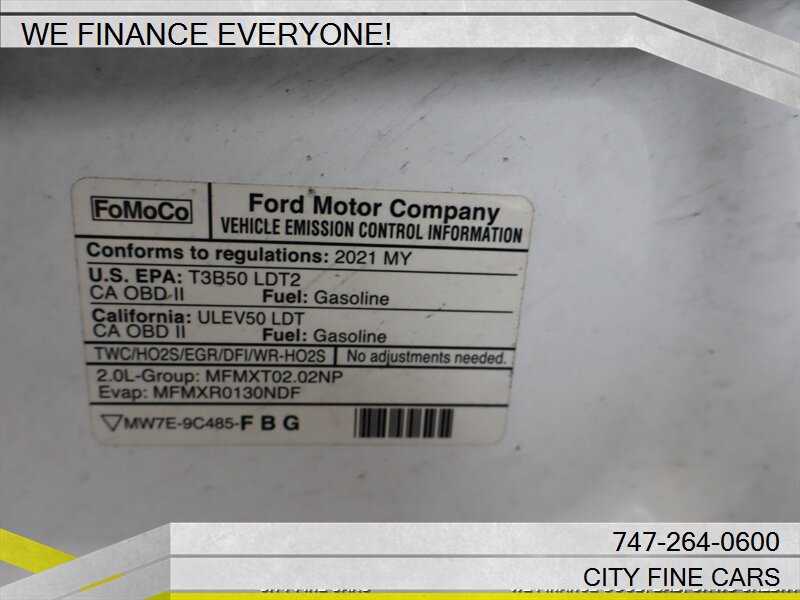 WE FINANCE EVERYONE!
FoMoCo
Ford Motor Company
VEHICLE EMISSION CONTROL INFORMATION
Conforms to regulations: 2021 MY
U.S. EPA: T3B50 LDT2
CA OBD II Fuel: Gasoline
California: ULEV50 LDT
CA OBD II Fuel: Gasoline
TWC/HO2S/EGR/DFI/WR-HO2S No adjustments needed.
2.0L-Group: MFMXT02.02NP
Evap: MFMXR0130NDF
MW7E-9C485-F B G
747-264-0600
CITY FINE CARS